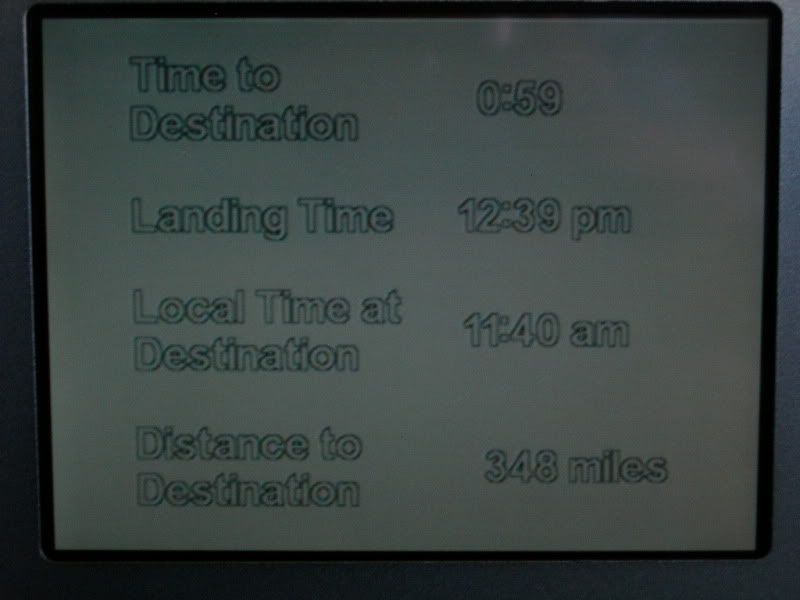 Time to
Destination
0:59
Landing Time
12:39 pm
Local Time at
Destination
11:40 am
Distance to
Destination
348 miles